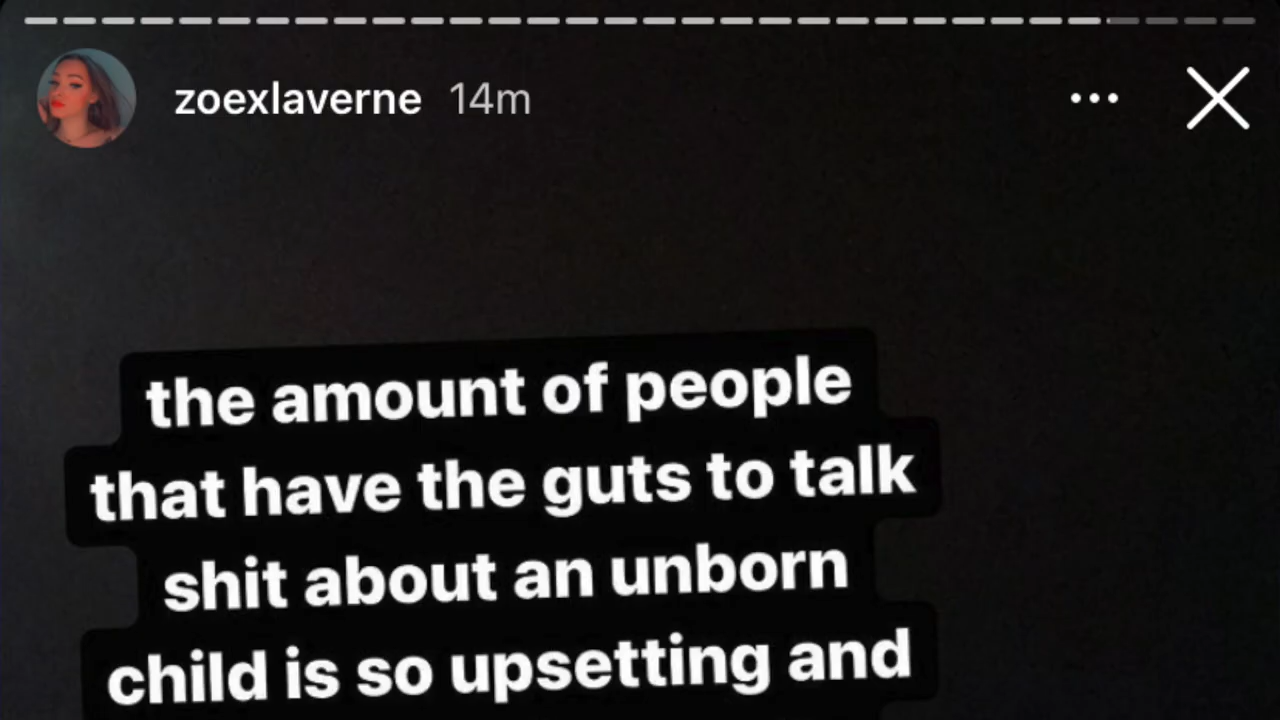 zoexlaverne 14m
the amount of people
that have the guts to talk
shit about an unborn
child is so upsetting and